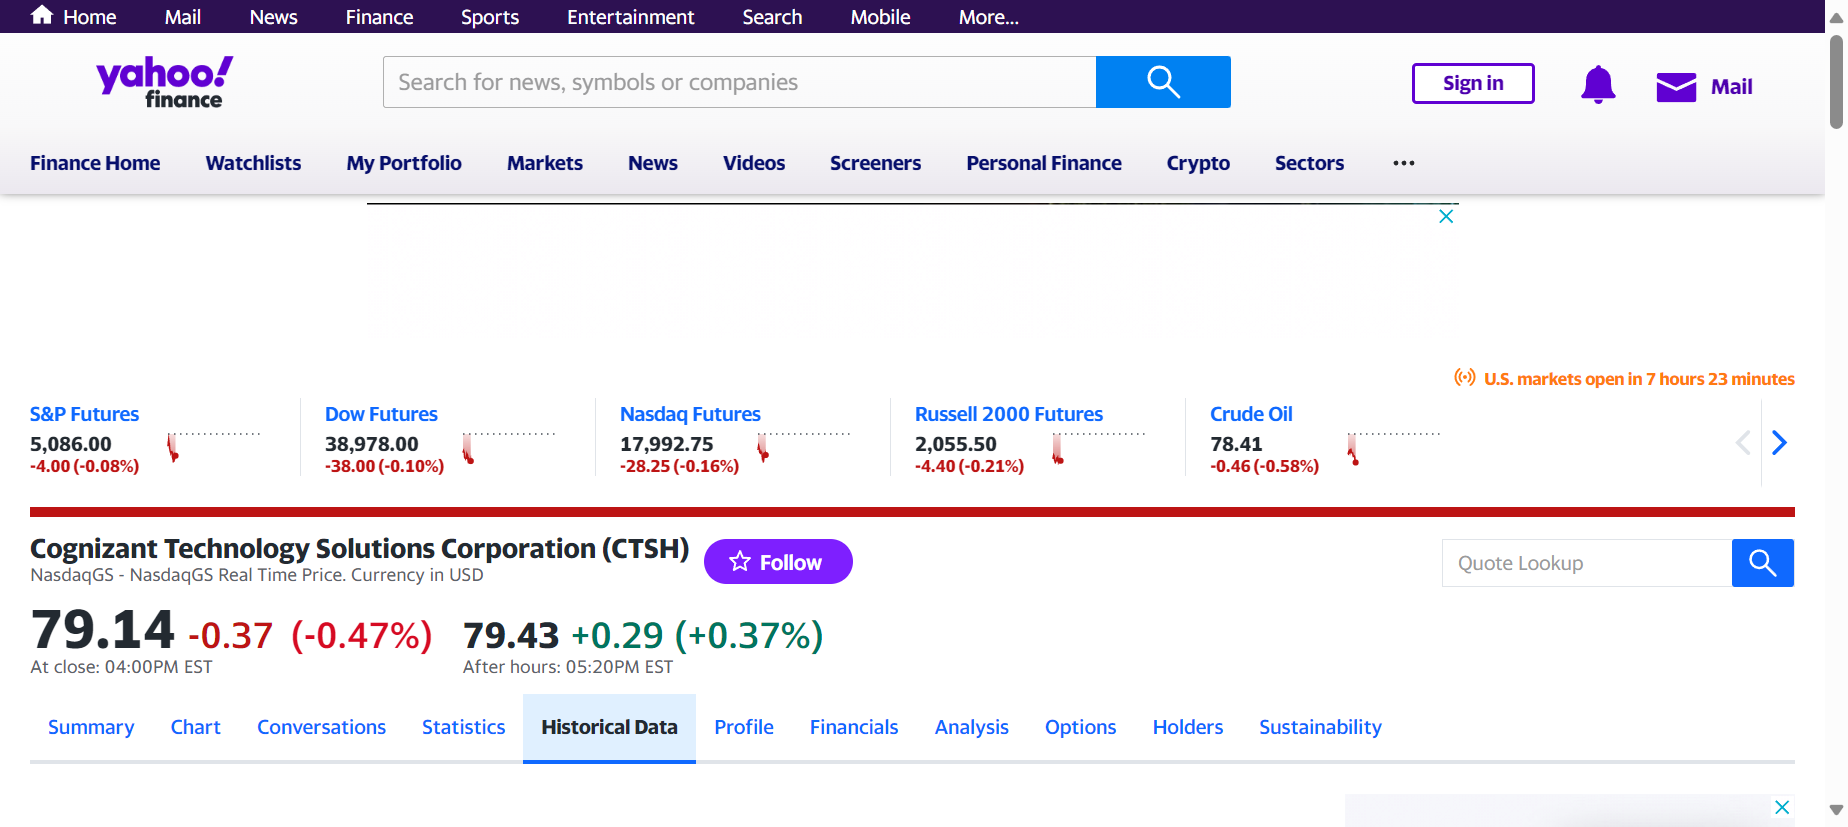 Home Mail News Finance Sports Entertainment Search Mobile More...
yahoo!
finance
Search for news, symbols or companies
Sign in
Mail
Finance Home Watchlists My Portfolio Markets News Videos Screeners Personal Finance Crypto Sectors ...
U.S. markets open in 7 hours 23 minutes
S&P Futures
5,086.00
-4.00 (-0.08%)
Dow Futures
38,978.00
-38.00 (-0.10%)
Nasdaq Futures
17,992.75
-28.25 (-0.16%)
Russell 2000 Futures
2,055.50
-4.40 (-0.21%)
Crude Oil
78.41
-0.46 (-0.58%)
Cognizant Technology Solutions Corporation (CTSH)
Follow
NasdaqGS - NasdaqGS Real Time Price. Currency in USD
Quote Lookup
79.14 -0.37 (-0.47%)
At close: 04:00PM EST
79.43 +0.29 (+0.37%)
After hours: 05:20PM EST
Summary Chart Conversations Statistics Historical Data Profile Financials Analysis Options Holders Sustainability